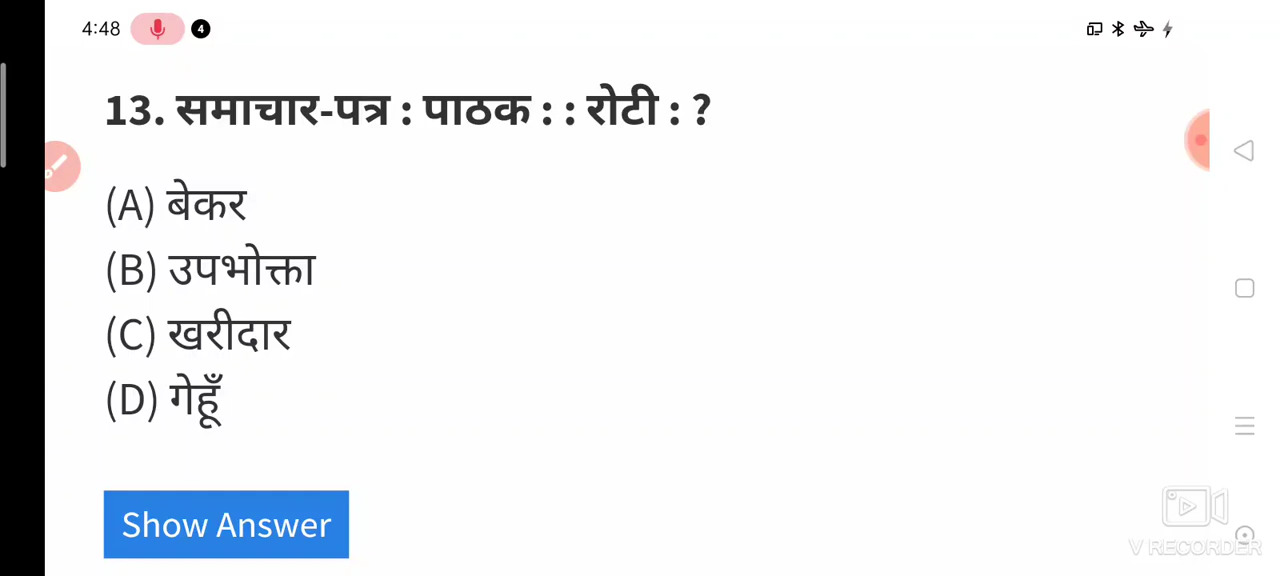 4:48 4
13. समाचार-पत्र : पाठक : : रोटी : ?
(A) बेकर
(B) उपभोक्ता
(C) खरीदार
(D) गेहूँ
Show Answer
V RECORDER